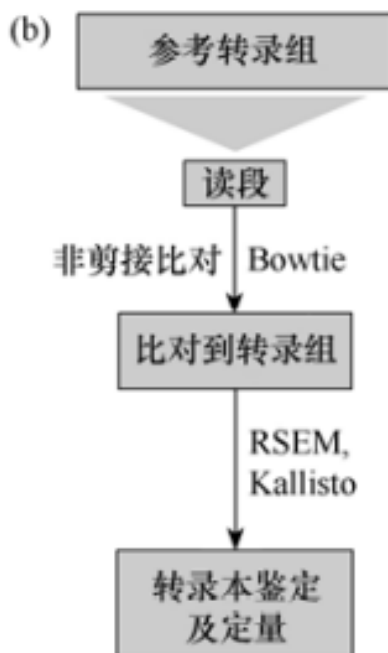 (b)
参考转录组
读段
非剪接比对 Bowtie
比对到转录组
RSEM,
Kallisto
转录本鉴定
及定量